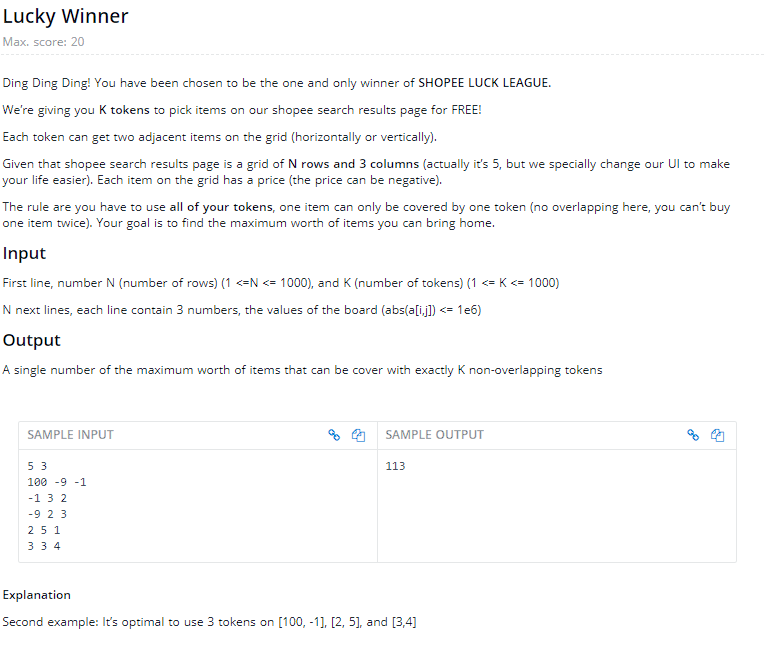 Lucky Winner
Max. score: 20
Ding Ding Ding! You have been chosen to be the one and only winner of SHOPEE LUCK LEAGUE.
We're giving you K tokens to pick items on our shopee search results page for FREE!
Each token can get two adjacent items on the grid (horizontally or vertically).
Given that shopee search results page is a grid of N rows and 3 columns (actually it's 5, but we specially change our UI to make
your life easier). Each item on the grid has a price (the price can be negative).
The rule are you have to use all of your tokens, one item can only be covered by one token (no overlapping here, you can't buy
one item twice). Your goal is to find the maximum worth of items you can bring home.
Input
First line, number N (number of rows) (1 <=N <= 1000), and K (number of tokens) (1 <= K <= 1000)
N next lines, each line contain 3 numbers, the values of the board (abs(a[i,j]) <= 1e6)
Output
A single number of the maximum worth of items that can be cover with exactly K non-overlapping tokens
SAMPLE INPUT
5 3
100 -9 -1
-1 3 2
-9 2 3
2 5 1
3 3 4
SAMPLE OUTPUT
113
Explanation
Second example: It's optimal to use 3 tokens on [100, -1], [2, 5], and [3,4]